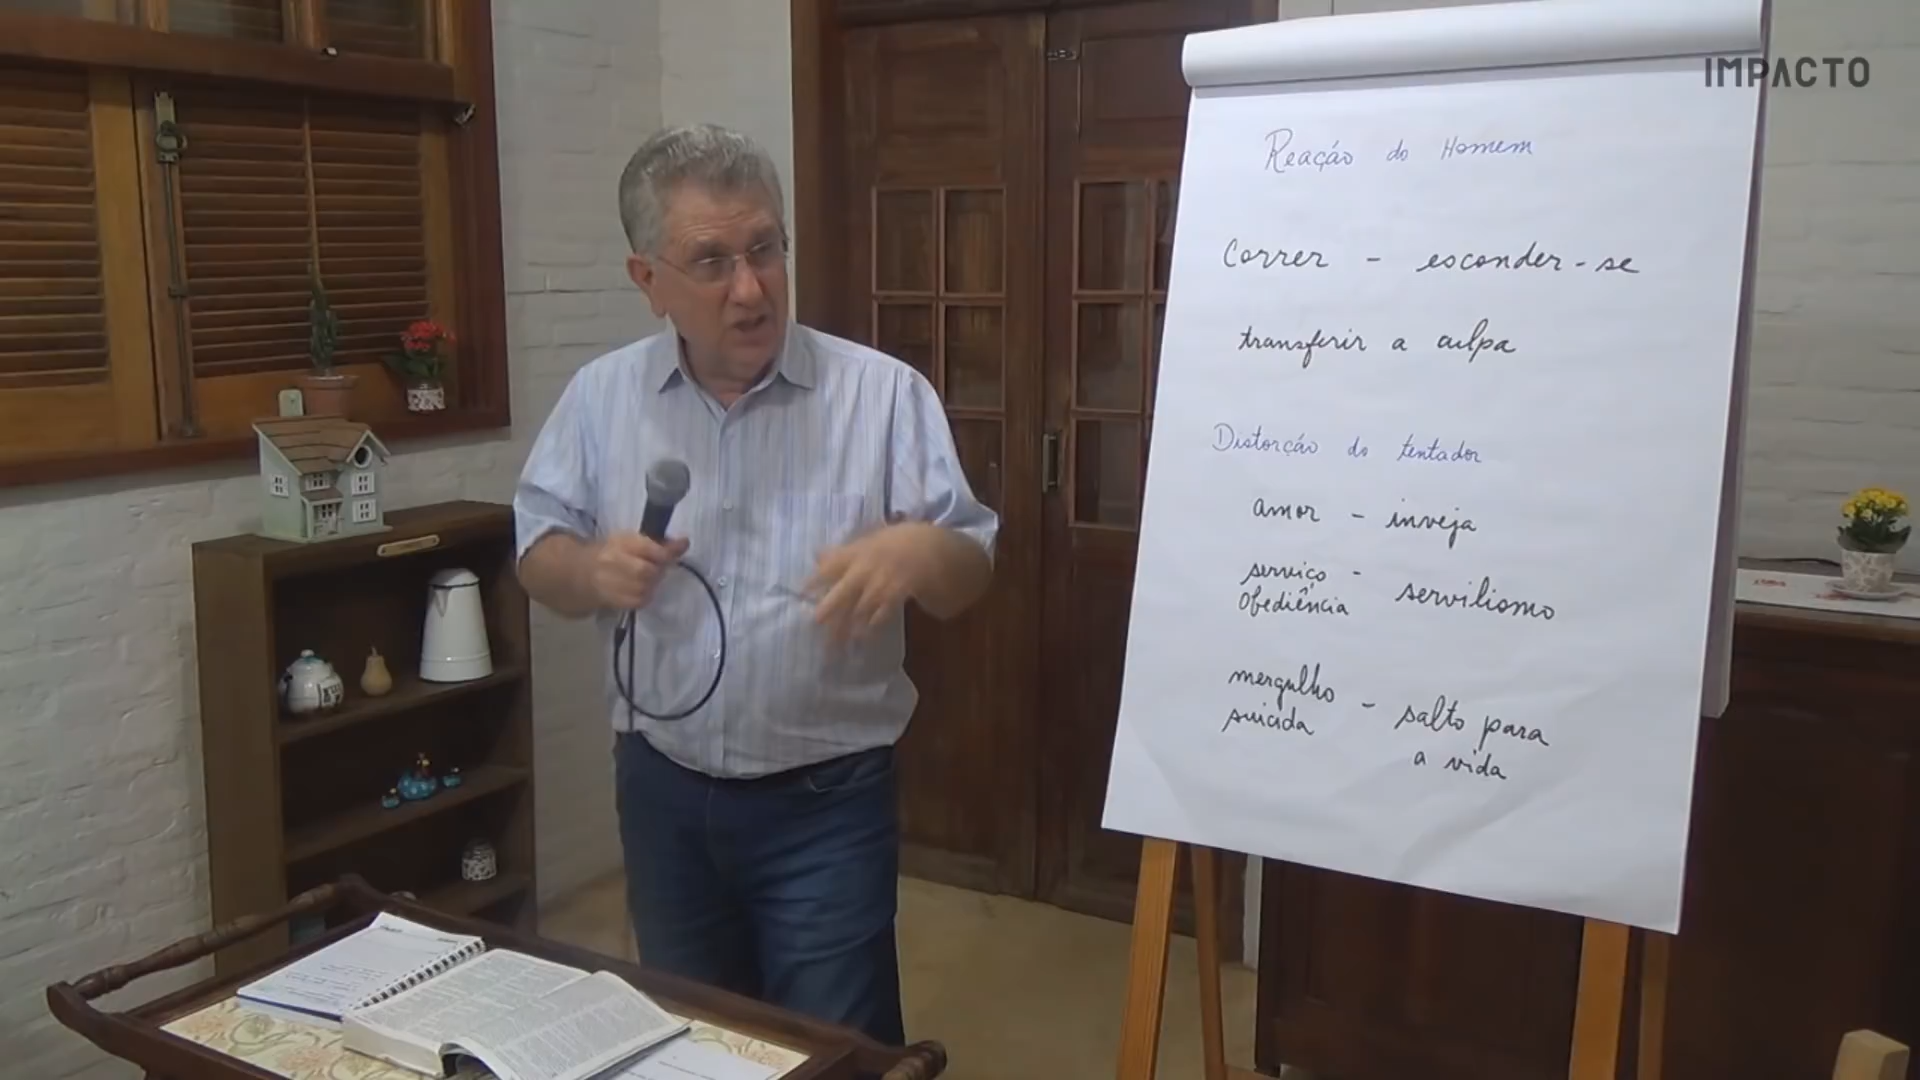 IMPACTO
Reação do Homem
Correr - esconder-se
transferir a culpa
Distorção do tentador
amor - inveja
serviço -
obediência servilismo
mergulho
suicida - salto para
a vida